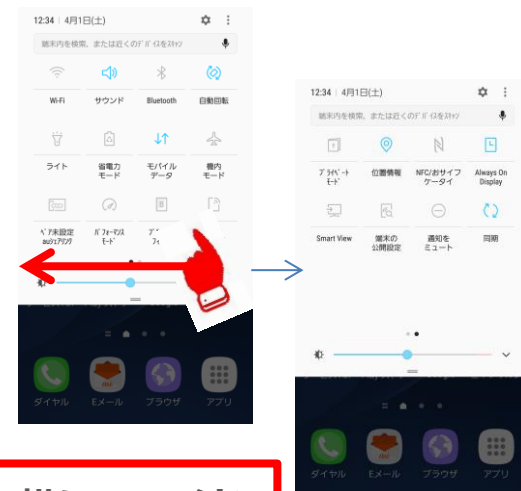 12:34 4月1日(土)
端末内を検索、または近くのﾃﾞﾊﾞｲｽをｽｷｬﾝ
Wi-Fi サウンド Bluetooth 自動回転
ライト 省電力モード モバイルデータ 機内モード
ﾍﾟｱ未設定 auｼｪｱﾘﾝｸﾞ ﾊﾟﾌｫｰﾏﾝｽﾓｰﾄﾞ
ダイヤル Eメール ブラウザ アプリ
12:34 4月1日(土)
端末内を検索、または近くのﾃﾞﾊﾞｲｽをｽｷｬﾝ
ﾌﾟﾗｲﾍﾞｰﾄﾓｰﾄﾞ 位置情報 NFC/おサイフケータイ Always On Display
Smart View 端末の公開設定 通知をミュート 同期
ダイヤル Eメール ブラウザ アプリ